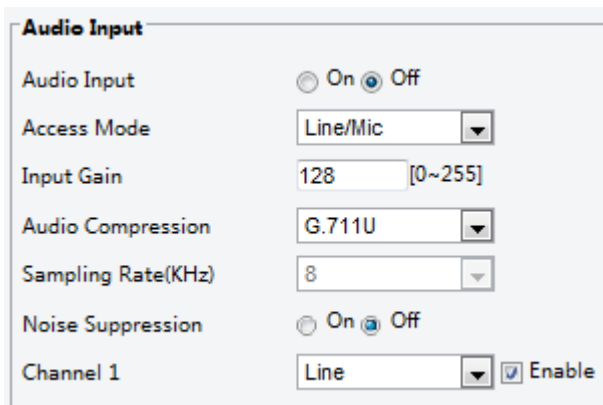 Audio Input
Audio Input On Off
Access Mode Line/Mic
Input Gain 128 [0~255]
Audio Compression G.711U
Sampling Rate(KHz) 8
Noise Suppression On Off
Channel 1 Line Enable